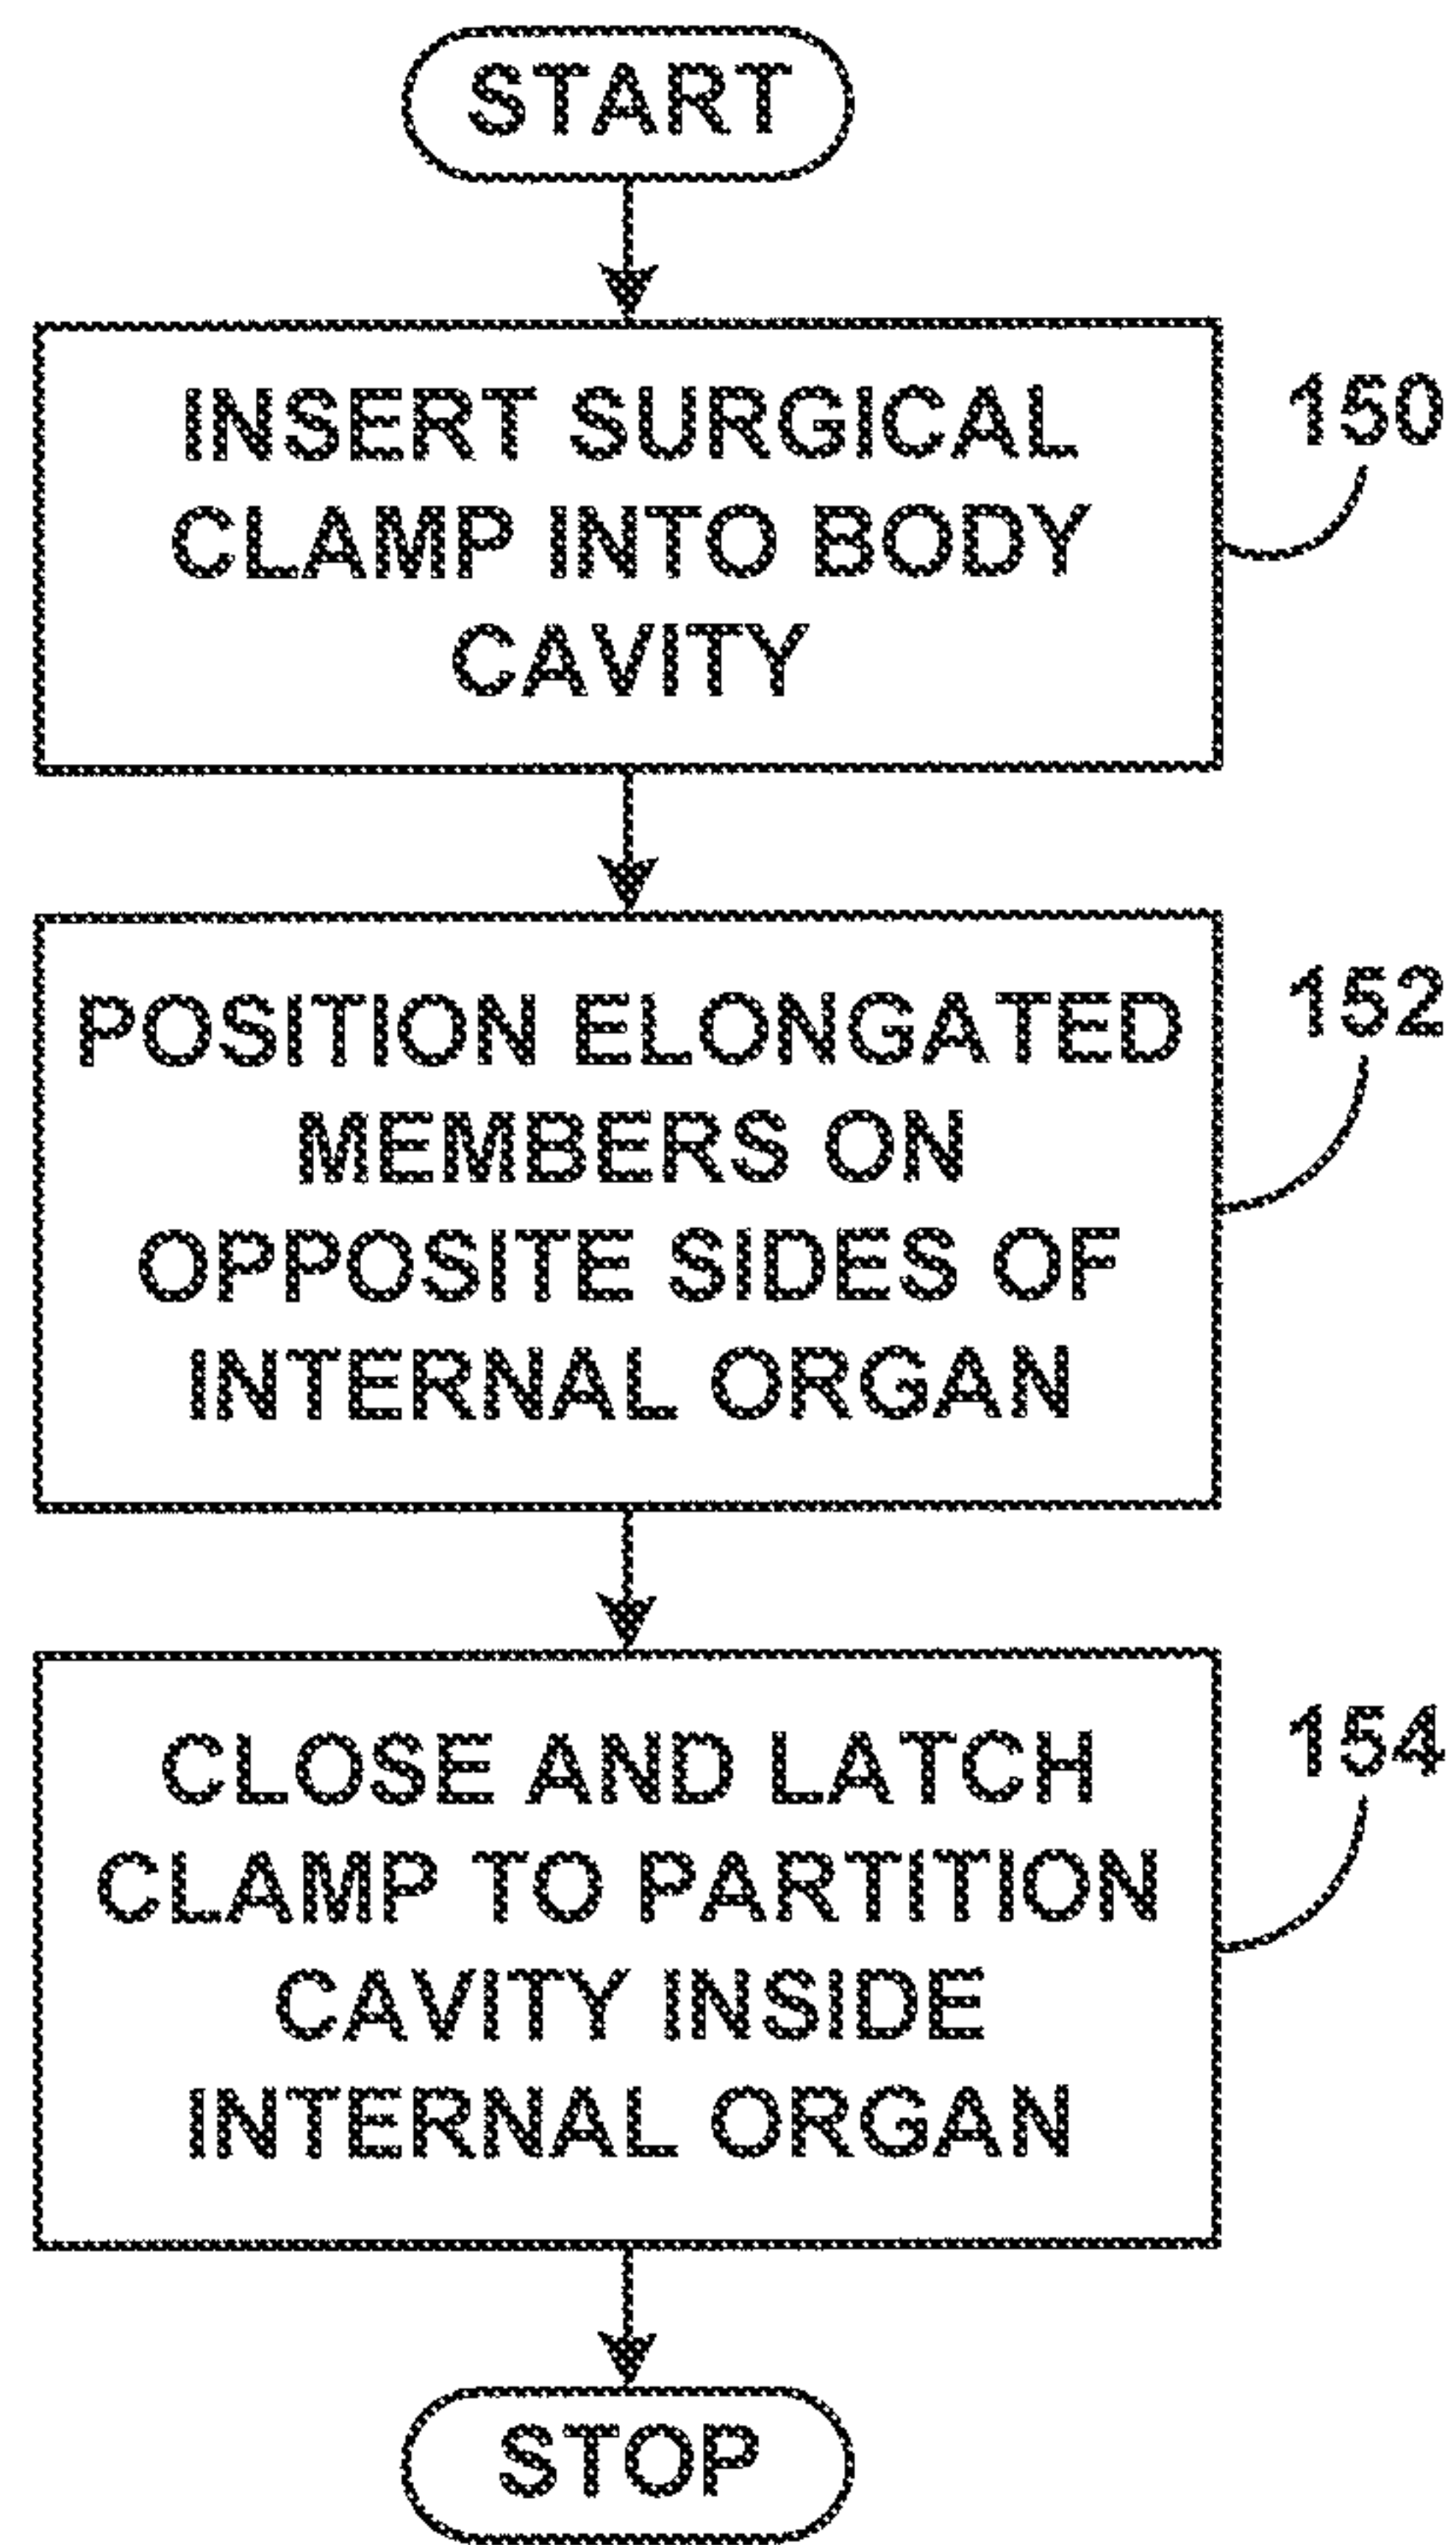 START
INSERT SURGICAL
CLAMP INTO BODY
CAVITY
150
POSITION ELONGATED
MEMBERS ON
OPPOSITE SIDES OF
INTERNAL ORGAN
152
CLOSE AND LATCH
CLAMP TO PARTITION
CAVITY INSIDE
INTERNAL ORGAN
154
STOP